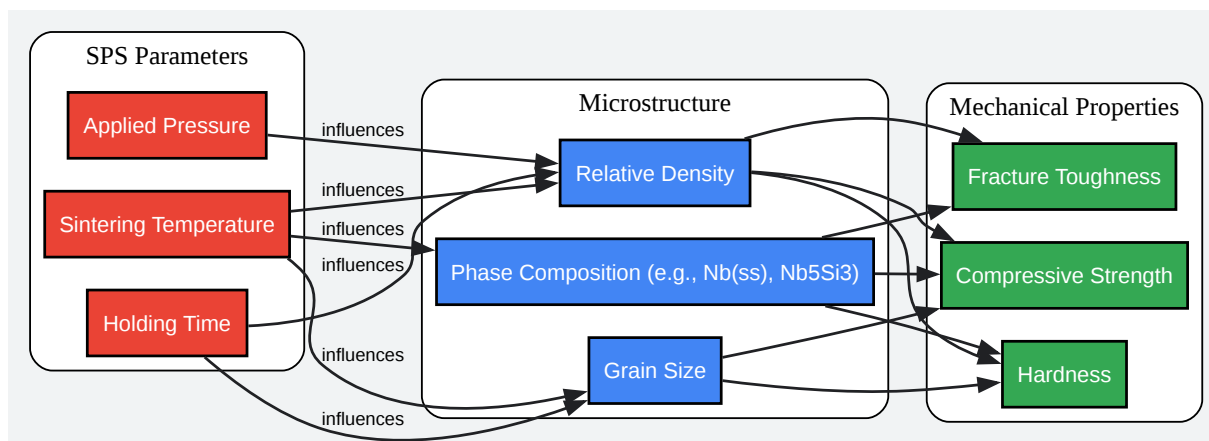 SPS Parameters
Applied Pressure
Sintering Temperature
Holding Time
influences
influences
influences
influences
influences
influences
Microstructure
Relative Density
Phase Composition (e.g., Nb(ss), Nb5Si3)
Grain Size
Mechanical Properties
Fracture Toughness
Compressive Strength
Hardness